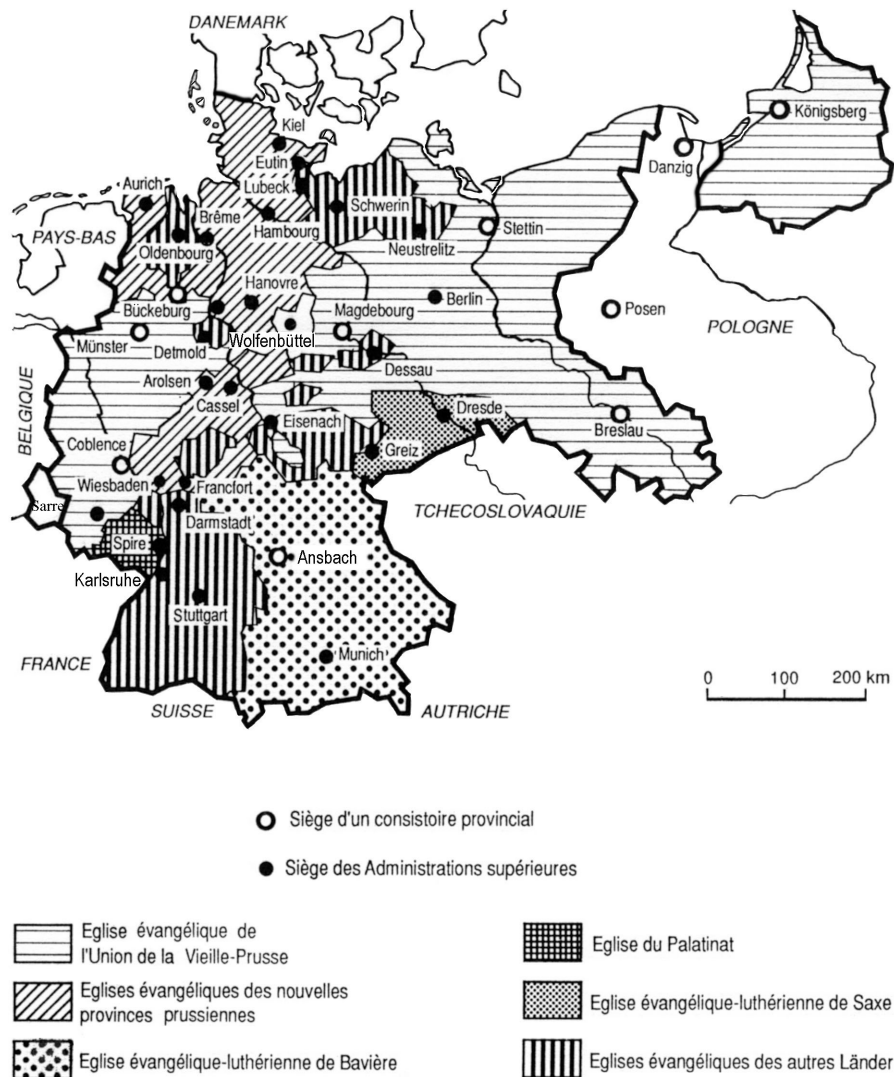 DANEMARK
Kiel
Eutin
Lubeck
Aurich
Brême
Schwerin
Hambourg
Neustrelitz
Stettin
Danzig
Königsberg
PAYS-BAS
Oldenbourg
Hanovre
Berlin
Bückeburg
Magdebourg
Posen
POLOGNE
Münster
Detmold
Wolfenbüttel
Dessau
Arolsen
Cassel
BELGIQUE
Eisenach
Dresde
Breslau
Coblence
Greiz
Wiesbaden
Francfort
TCHECOSLOVAQUIE
Sarre
Darmstadt
Spire
Ansbach
Karlsruhe
Stuttgart
Munich
FRANCE
SUISSE
AUTRICHE
0 100 200 km
Siège d'un consistoire provincial
Siège des Administrations supérieures
Eglise évangélique de
l'Union de la Vieille-Prusse
Eglises évangéliques des nouvelles
provinces prussiennes
Eglise évangélique-luthérienne de Bavière
Eglise du Palatinat
Eglise évangélique-luthérienne de Saxe
Eglises évangéliques des autres Länder